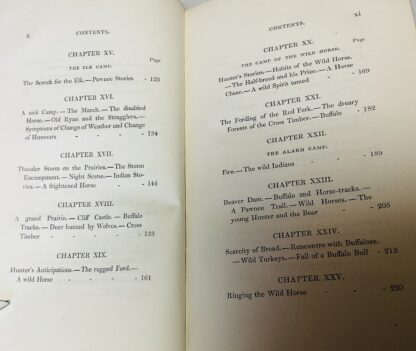 x CONTENTS.
CHAPTER XV.
THE ELK CAMP.
Page
The Search for the Elk.—Pawnee Stories - 123
CHAPTER XVI.
A sick Camp.—The March.—The disabled
Horse.—Old Ryan and the Stragglers.—
Symptoms of Change of Weather and Change
of Humours - - - - 134
CHAPTER XVII.
Thunder Storm on the Prairies.—The Storm
Encampment.—Night Scene.—Indian Stories.—
A frightened Horse - - - 144
CHAPTER XVIII.
A grand Prairie.—Cliff Castle.—Buffalo
Tracks.—Deer hunted by Wolves.—Cross
Timber - - - - 155
CHAPTER XIX.
Hunter's Anticipations.—The rugged Ford.—
A wild Horse - - - - 161
CONTENTS. xi
CHAPTER XX.
THE CAMP OF THE WILD HORSE.
Page
Hunter's Stories.—Habits of the Wild Horse.
—The Half-breed and his Prize.—A Horse
Chase.—A wild Spirit tamed - - 169
CHAPTER XXI.
The Fording of the Red Fork.—The dreary
Forests of the Cross Timber.—Buffalo - 182
CHAPTER XXII.
THE ALARM CAMP.
Fire.—The wild Indians - - - 189
CHAPTER XXIII.
Beaver Dam.—Buffalo and Horse-tracks.—
A Pawnee Trail.—Wild Horses.—The
young Hunter and the Bear - - 205
CHAPTER XXIV.
Scarcity of Bread.—Rencontre with Buffaloes.
—Wild Turkeys.—Fall of a Buffalo Bull - 213
CHAPTER XXV.
Ringing the Wild Horse - - - 220